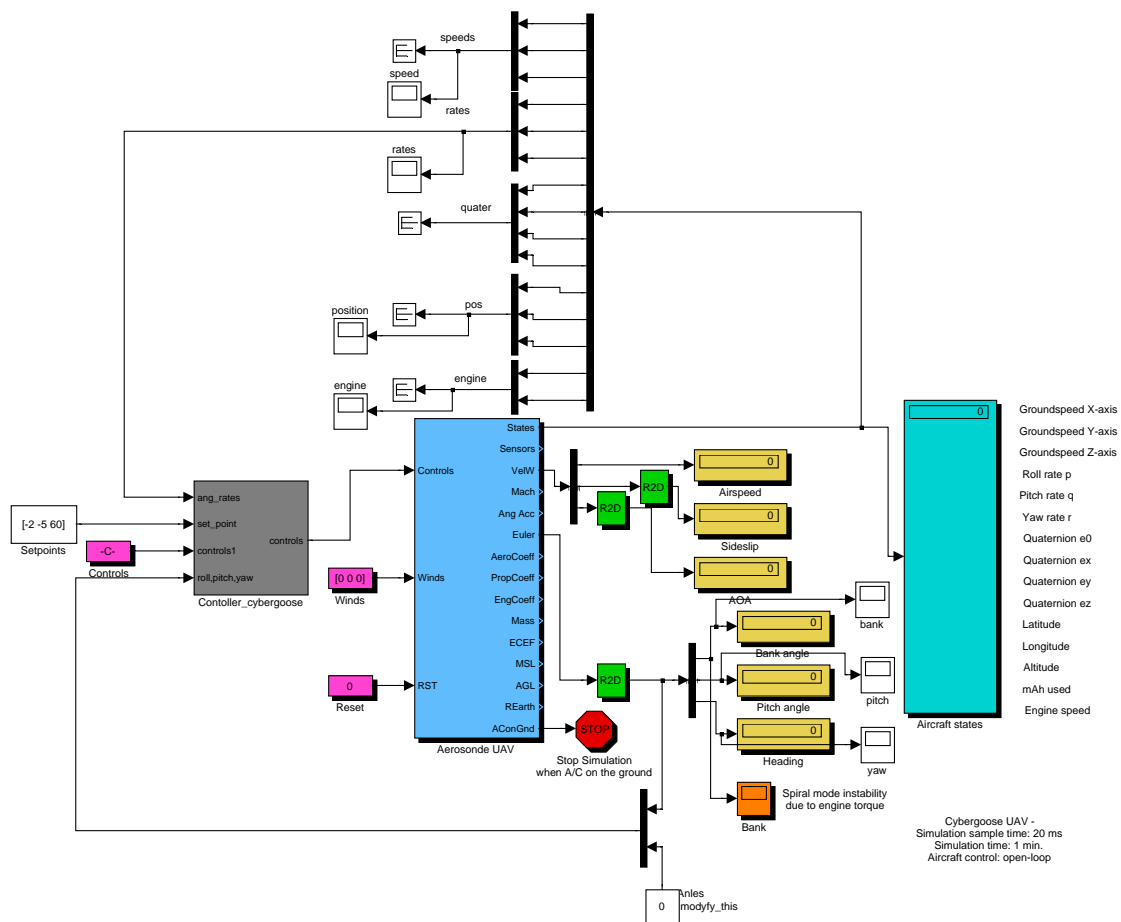 speeds
speed
rates
rates
quater
pos
position
engine
engine
States
Sensors
VelW
Mach
Ang Acc
Euler
AeroCoeff
PropCoeff
EngCoeff
Mass
ECEF
MSL
AGL
REarth
AConGnd
Controls
Winds
RST
Aerosonde UAV
ang_rates
set_point
controls1
roll,pitch,yaw
controls
Contoller_cybergoose
[-2 -5 60]
Setpoints
-C-
Controls
[0 0 0]
Winds
0
Reset
R2D
R2D
R2D
0
Airspeed
0
Sideslip
0
AOA
0
Bank angle
0
Pitch angle
0
Heading
bank
pitch
yaw
STOP
Stop Simulation
when A/C on the ground
Bank
Spiral mode instability
due to engine torque
0
Aircraft states
Groundspeed X-axis
Groundspeed Y-axis
Groundspeed Z-axis
Roll rate p
Pitch rate q
Yaw rate r
Quaternion e0
Quaternion ex
Quaternion ey
Quaternion ez
Latitude
Longitude
Altitude
mAh used
Engine speed
Cybergoose UAV -
Simulation sample time: 20 ms
Simulation time: 1 min.
Aircraft control: open-loop
0
Anles
modyfy_this